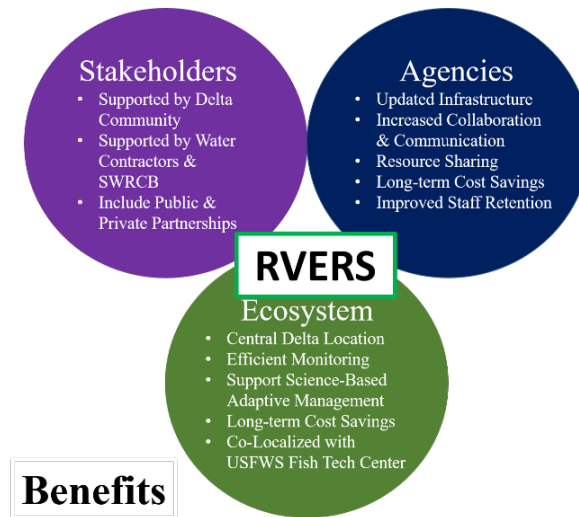 Stakeholders
• Supported by Delta
Community
• Supported by Water
Contractors &
SWRCB
• Include Public &
Private Partnerships
Agencies
• Updated Infrastructure
• Increased Collaboration
& Communication
• Resource Sharing
• Long-term Cost Savings
• Improved Staff Retention
RVERS
Ecosystem
• Central Delta Location
• Efficient Monitoring
• Support Science-Based
Adaptive Management
• Long-term Cost Savings
• Co-Localized with
USFWS Fish Tech Center
Benefits